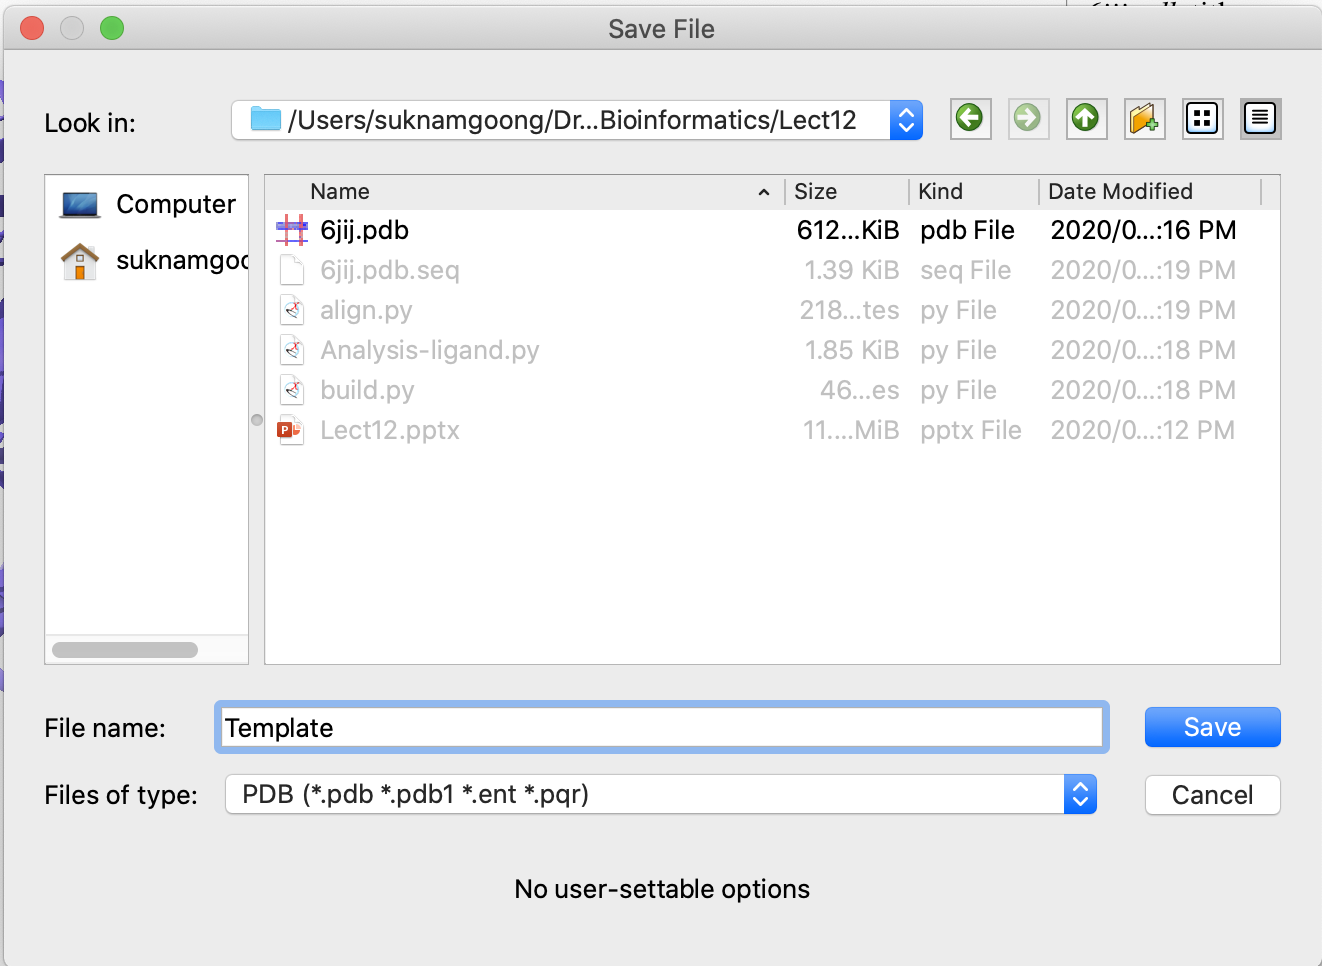 Save File
Look in: /Users/suknamgoong/Dr...Bioinformatics/Lect12
Computer
suknamgoo
Name Size Kind Date Modified
6jij.pdb 612...KiB pdb File 2020/0...:16 PM
6jij.pdb.seq 1.39 KiB seq File 2020/0...:19 PM
align.py 218...tes py File 2020/0...:19 PM
Analysis-ligand.py 1.85 KiB py File 2020/0...:18 PM
build.py 46...es py File 2020/0...:18 PM
P Lect12.pptx 11....MiB pptx File 2020/0...:12 PM
File name: Template Save
Files of type: PDB (*.pdb *.pdb1 *.ent *.pqr) Cancel
No user-settable options